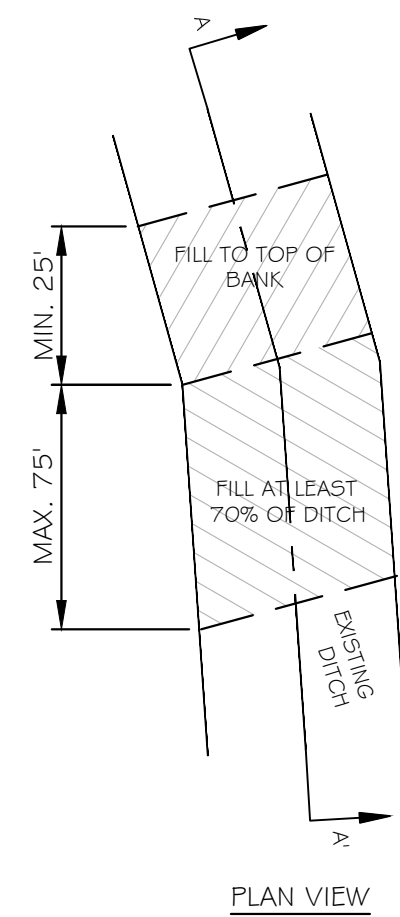 A
FILL TO TOP OF
BANK
MIN. 25'
FILL AT LEAST
70% OF DITCH
MAX. 75'
EXISTING
DITCH
A'
PLAN VIEW